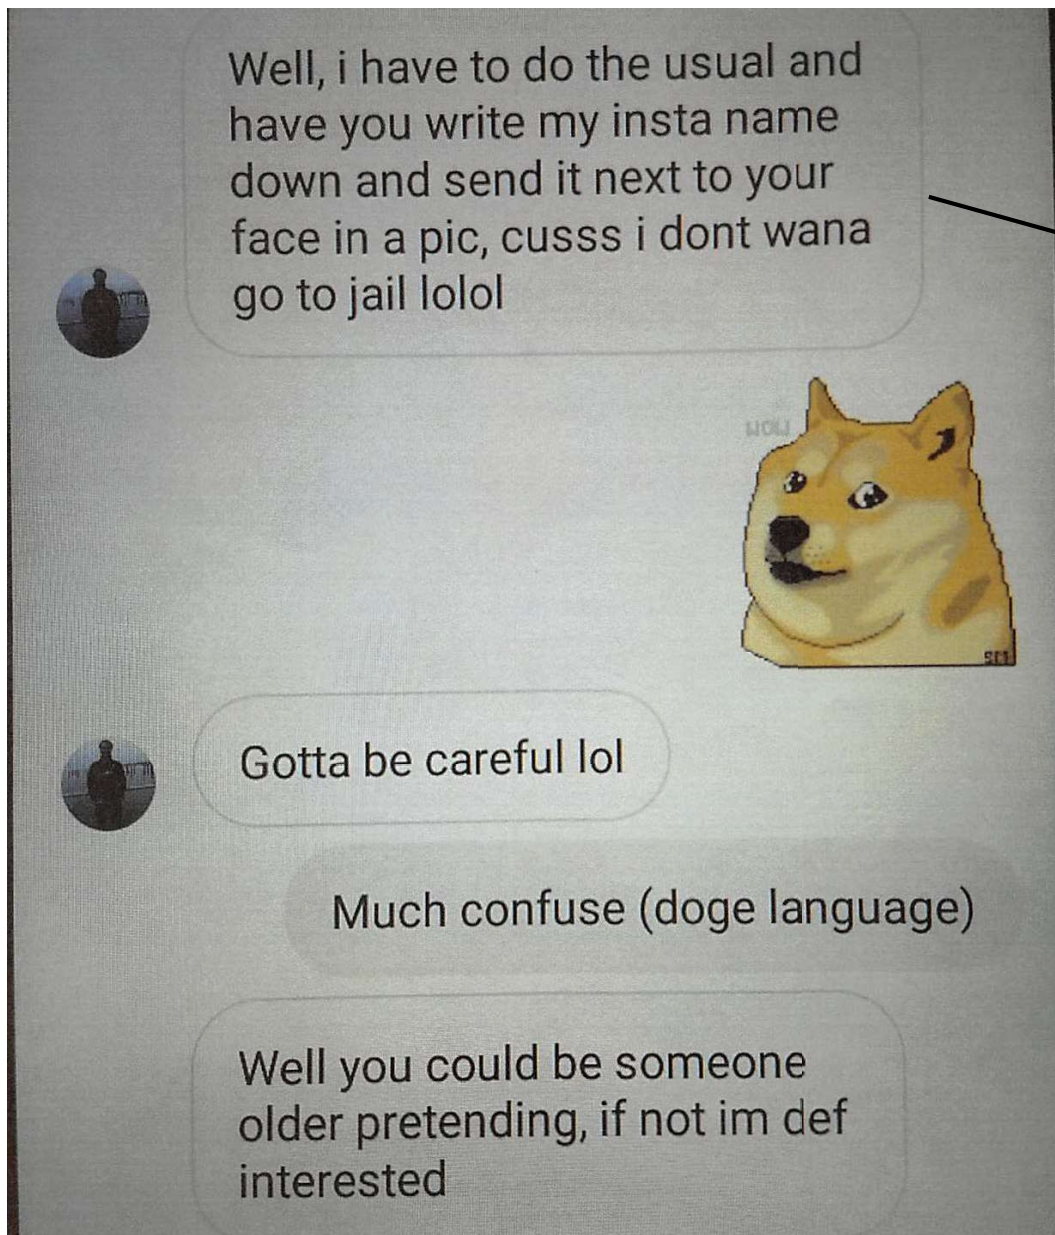 Well, i have to do the usual and
have you write my insta name
down and send it next to your
face in a pic, cusss i dont wana
go to jail lolol
wow
Gotta be careful lol
Much confuse (doge language)
Well you could be someone
older pretending, if not im def
interested